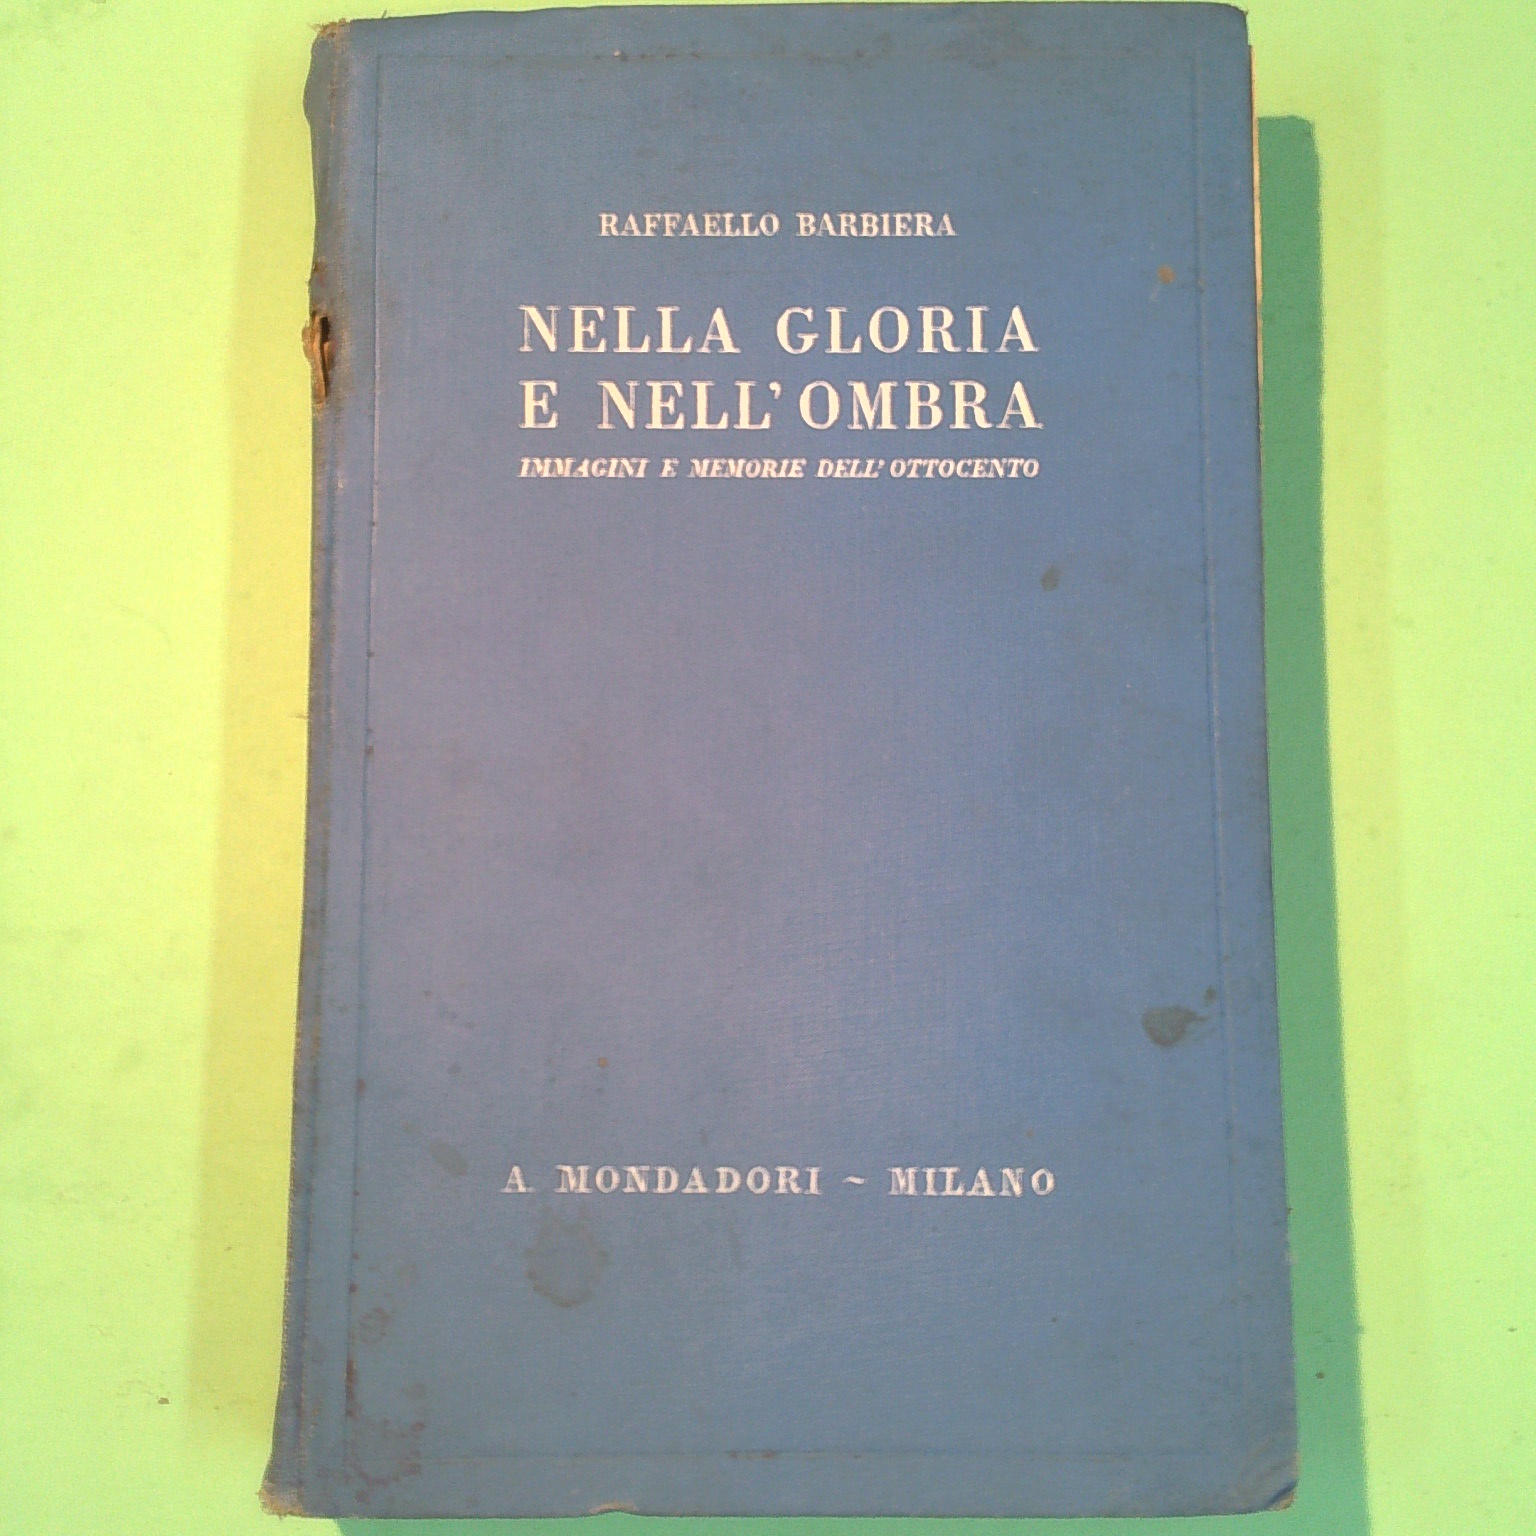 RAFFAELLO BARBIERA
NELLA GLORIA
E NELL'OMBRA
IMMAGINI E MEMORIE DELL'OTTOCENTO
A. MONDADORI ~ MILANO